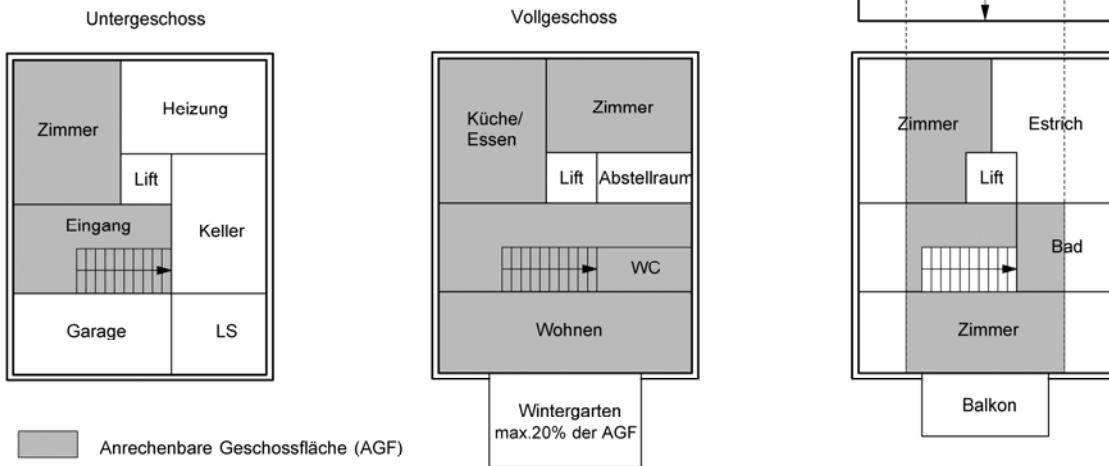 Untergeschoss
Vollgeschoss
Zimmer
Heizung
Lift
Eingang
Keller
Garage
LS
Küche/
Essen
Zimmer
Lift
Abstellraum
WC
Wohnen
Wintergarten
max.20% der AGF
Zimmer
Estrich
Lift
Bad
Zimmer
Balkon
Anrechenbare Geschossfläche (AGF)